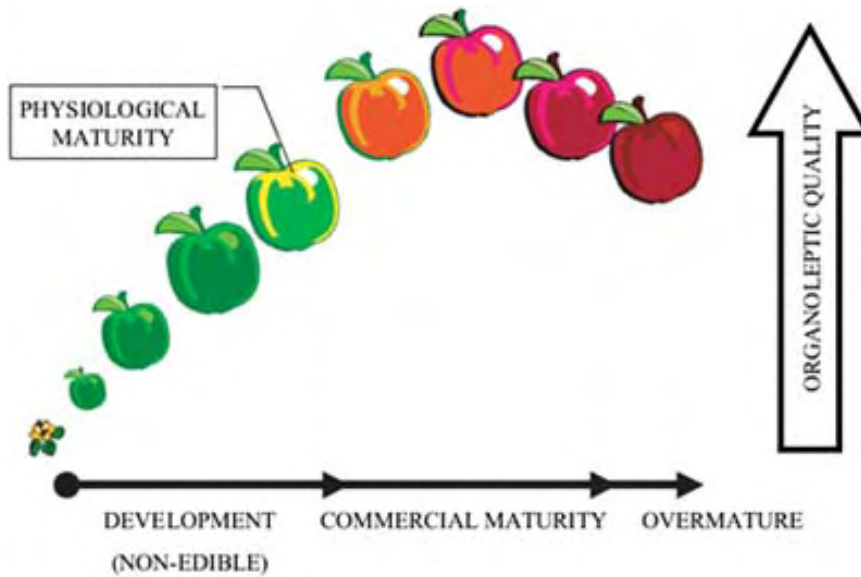 PHYSIOLOGICAL
MATURITY
ORGANOLEPTIC QUALITY
DEVELOPMENT
(NON-EDIBLE)
COMMERCIAL MATURITY
OVERMATURE